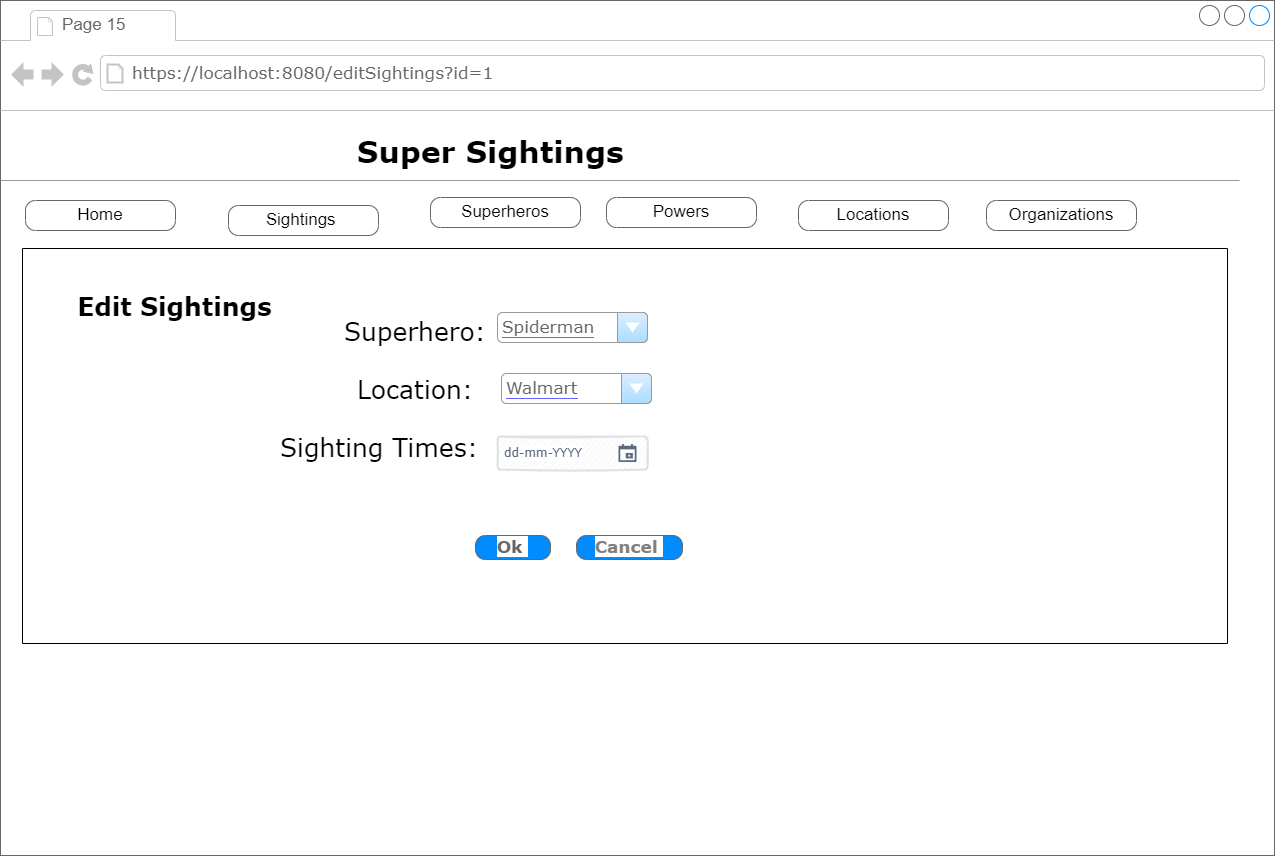 Page 15
https://localhost:8080/editSightings?id=1
Super Sightings
Home
Sightings
Superheros
Powers
Locations
Organizations
Edit Sightings
Superhero: Spiderman
Location: Walmart
Sighting Times: dd-mm-YYYY
Ok
Cancel